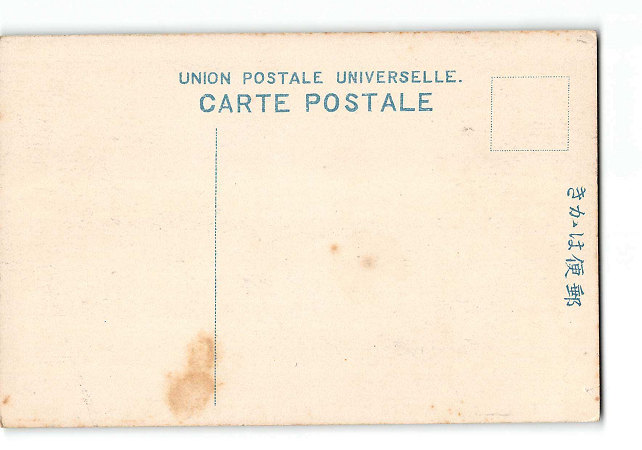 UNION POSTALE UNIVERSELLE.
CARTE POSTALE
郵便はかき